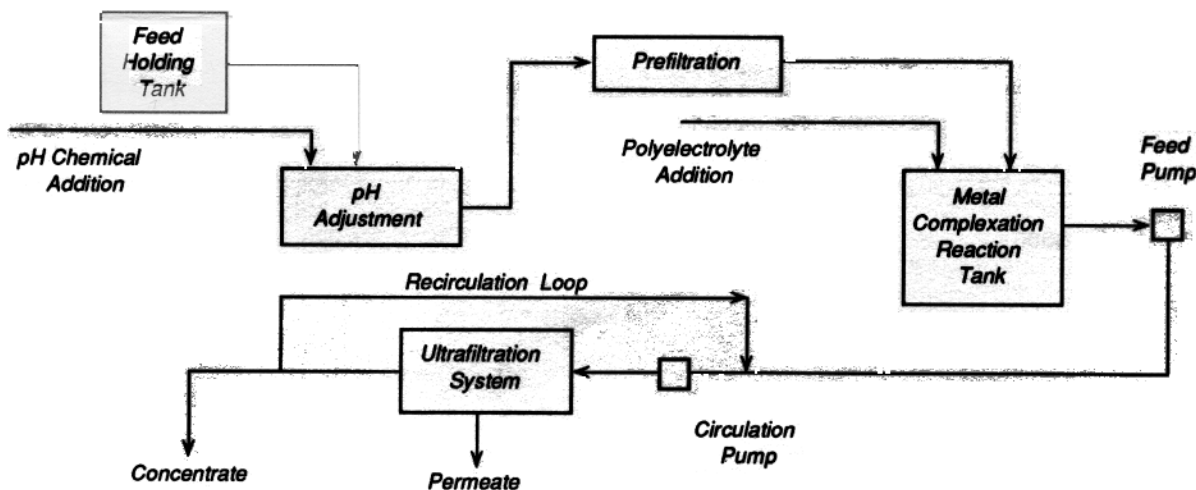 Feed
Holding
Tank
pH Chemical
Addition
pH
Adjustment
Prefiltration
Polyelectrolyte
Addition
Metal
Complexation
Reaction
Tank
Feed
Pump
Recirculation Loop
Ultrafiltration
System
Circulation
Pump
Concentrate
Permeate